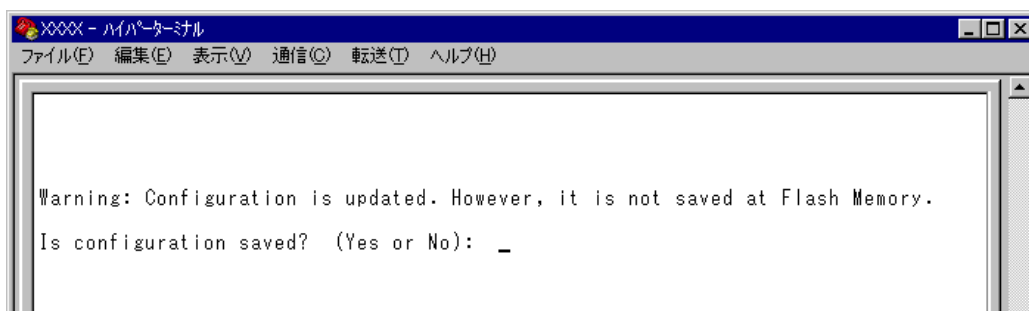 XXXX - ﾊｲﾊﾟｰﾀｰﾐﾅﾙ
ファイル(F) 編集(E) 表示(V) 通信(C) 転送(T) ヘルプ(H)
Warning: Configuration is updated. However, it is not saved at Flash Memory.
Is configuration saved? (Yes or No): _